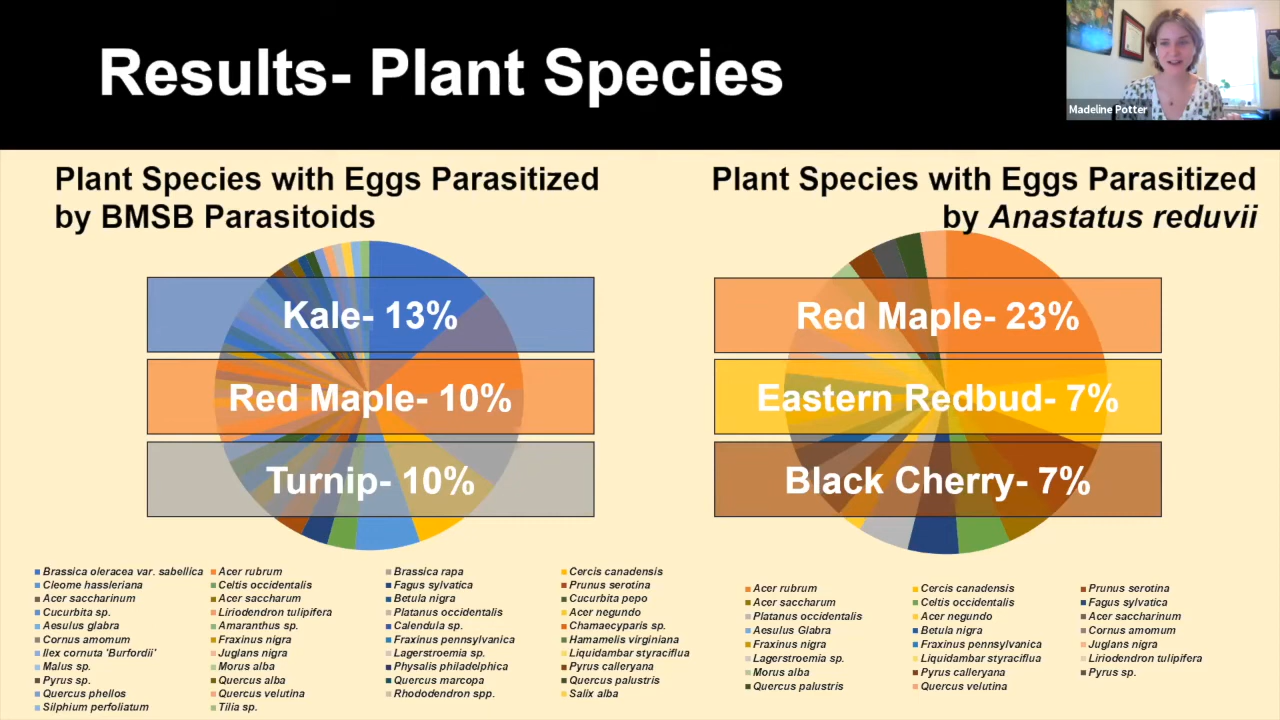 Results- Plant Species
Madeline Potter
Plant Species with Eggs Parasitized
by BMSB Parasitoids
Kale- 13%
Red Maple- 10%
Turnip- 10%
Brassica oleracea var. sabellica Acer rubrum Brassica rapa Cercis canadensis
Cleome hassleriana Celtis occidentalis Fagus sylvatica Prunus serotina
Acer saccharinum Acer saccharum Betula nigra Cucurbita pepo
Cucurbita sp. Liriodendron tulipifera Platanus occidentalis Acer negundo
Aesulus glabra Amaranthus sp. Calendula sp. Chamaecyparis sp.
Cornus amomum Fraxinus nigra Fraxinus pennsylvanica Hamamelis virginiana
Ilex cornuta 'Burfordii' Juglans nigra Lagerstroemia sp. Liquidambar styraciflua
Malus sp. Morus alba Physalis philadelphica Pyrus calleryana
Pyrus sp. Quercus alba Quercus marcopa Quercus palustris
Quercus phellos Quercus velutina Rhododendron spp. Salix alba
Silphium perfoliatum Tilia sp.
Plant Species with Eggs Parasitized
by Anastatus reduvii
Red Maple- 23%
Eastern Redbud- 7%
Black Cherry- 7%
Acer rubrum Cercis canadensis Prunus serotina
Acer saccharum Celtis occidentalis Fagus sylvatica
Platanus occidentalis Acer negundo Acer saccharinum
Aesculus Glabra Betula nigra Cornus amomum
Fraxinus nigra Fraxinus pennsylvanica Juglans nigra
Lagerstroemia sp. Liquidambar styraciflua Liriodendron tulipifera
Morus alba Pyrus calleryana Pyrus sp.
Quercus palustris Quercus velutina